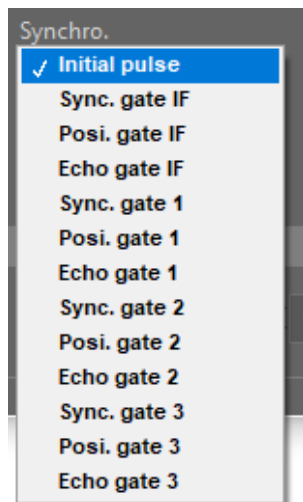 Synchro.
✓ Initial pulse
Sync. gate IF
Posi. gate IF
Echo gate IF
Sync. gate 1
Posi. gate 1
Echo gate 1
Sync. gate 2
Posi. gate 2
Echo gate 2
Sync. gate 3
Posi. gate 3
Echo gate 3